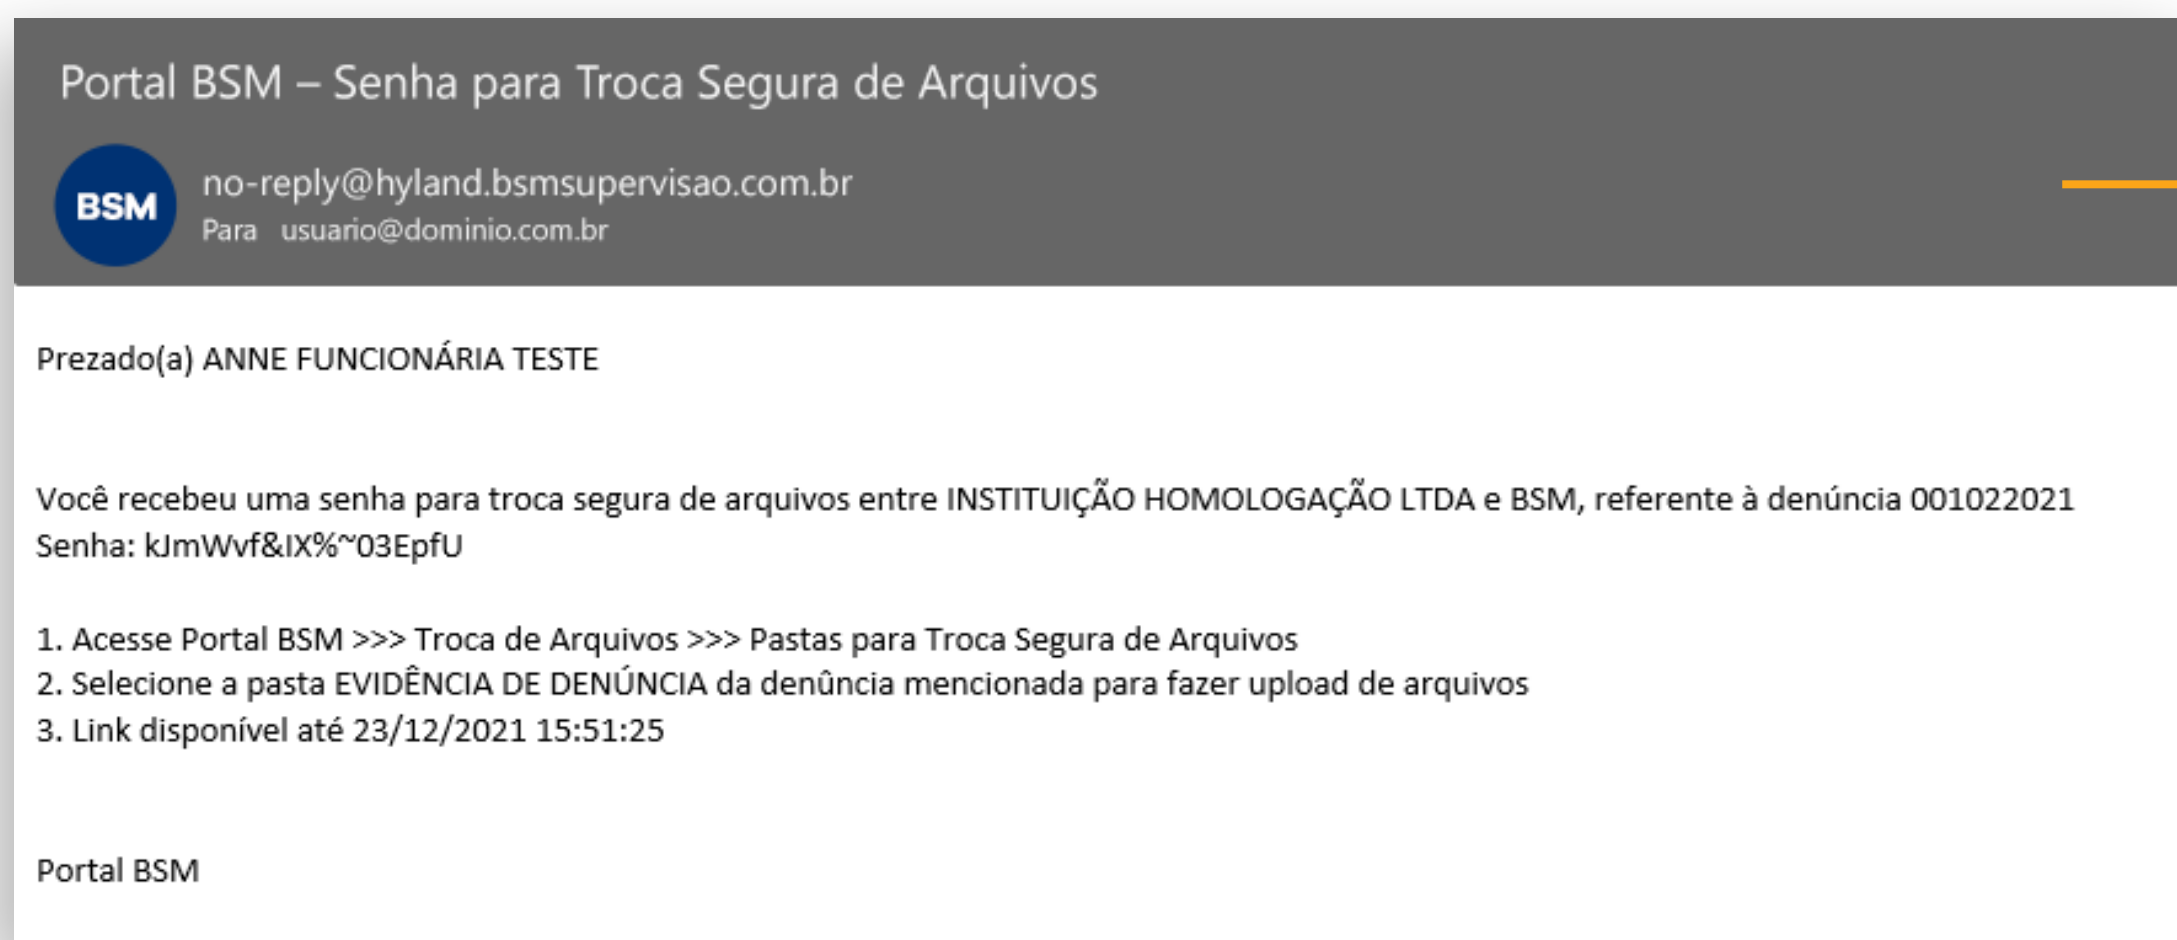 Portal BSM – Senha para Troca Segura de Arquivos
BSM
no-reply@hyland.bsmsupervisao.com.br
Para usuario@dominio.com.br
Prezado(a) ANNE FUNCIONÁRIA TESTE
Você recebeu uma senha para troca segura de arquivos entre INSTITUIÇÃO HOMOLOGAÇÃO LTDA e BSM, referente à denúncia 001022021
Senha: kJmWvf&IX%~03EpfU
1. Acesse Portal BSM >>> Troca de Arquivos >>> Pastas para Troca Segura de Arquivos
2. Selecione a pasta EVIDÊNCIA DE DENÚNCIA da denûncia mencionada para fazer upload de arquivos
3. Link disponível até 23/12/2021 15:51:25
Portal BSM